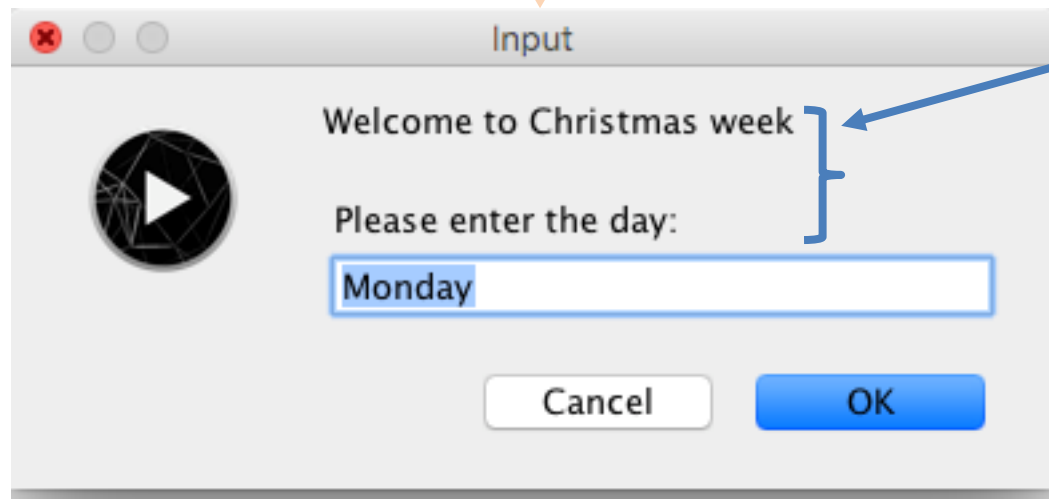 Input
Welcome to Christmas week
Please enter the day:
Monday
Cancel
OK